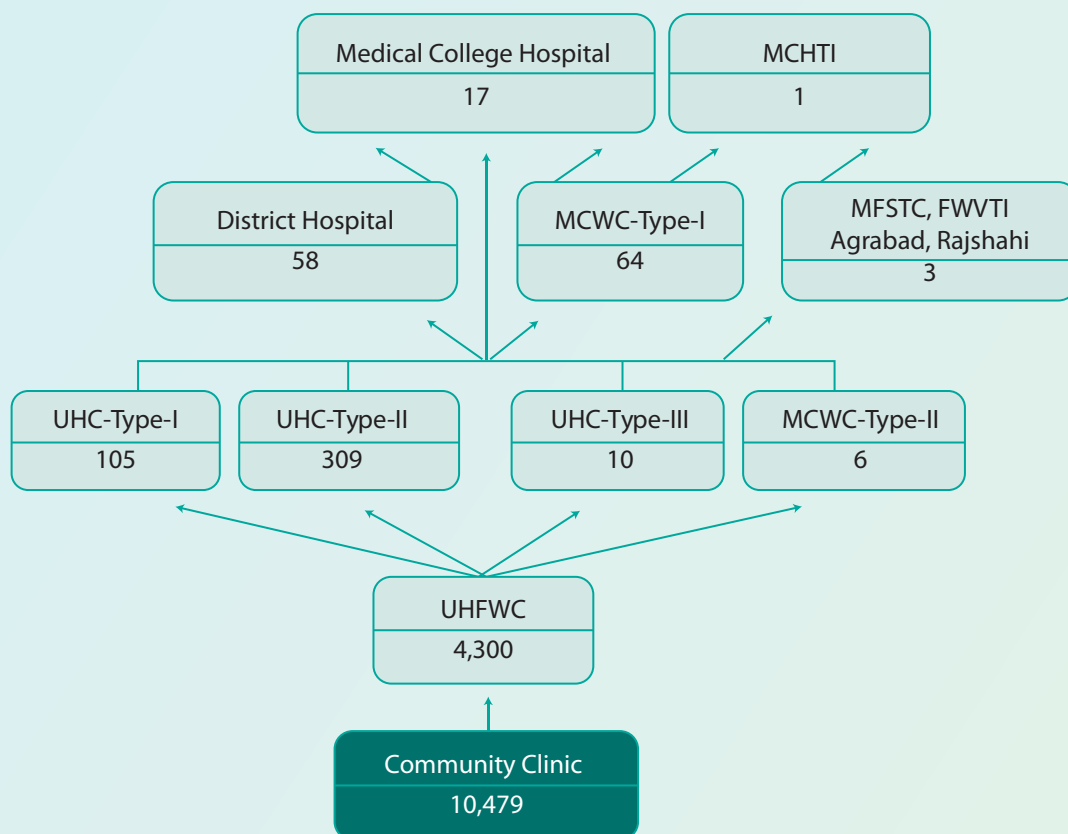 Medical College Hospital
17
MCHTI
1
District Hospital
58
MCWC-Type-I
64
MFSTC, FWVTI
Agrabad, Rajshahi
3
UHC-Type-I
105
UHC-Type-II
309
UHC-Type-III
10
MCWC-Type-II
6
UHFWC
4,300
Community Clinic
10,479